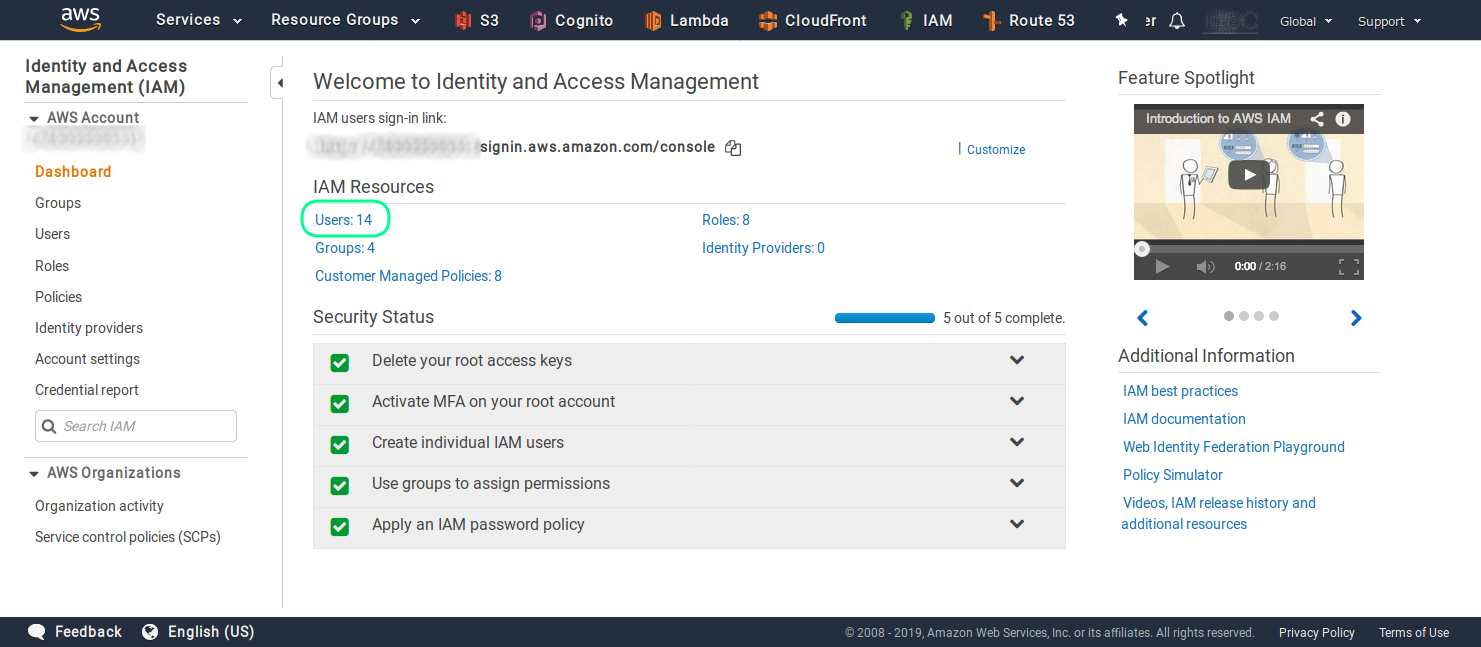 aws
Services
Resource Groups
S3
Cognito
Lambda
CloudFront
IAM
Route 53
er
Global
Support
Identity and Access
Management (IAM)
AWS Account
Dashboard
Groups
Users
Roles
Policies
Identity providers
Account settings
Credential report
Search IAM
AWS Organizations
Organization activity
Service control policies (SCPs)
Welcome to Identity and Access Management
IAM users sign-in link:
signin.aws.amazon.com/console
Customize
IAM Resources
Users: 14
Roles: 8
Groups: 4
Identity Providers: 0
Customer Managed Policies: 8
Security Status
5 out of 5 complete.
Delete your root access keys
Activate MFA on your root account
Create individual IAM users
Use groups to assign permissions
Apply an IAM password policy
Feature Spotlight
Introduction to AWS IAM
0:00 / 2:16
Additional Information
IAM best practices
IAM documentation
Web Identity Federation Playground
Policy Simulator
Videos, IAM release history and
additional resources
Feedback
English (US)
© 2008 - 2019, Amazon Web Services, Inc. or its affiliates. All rights reserved.
Privacy Policy
Terms of Use